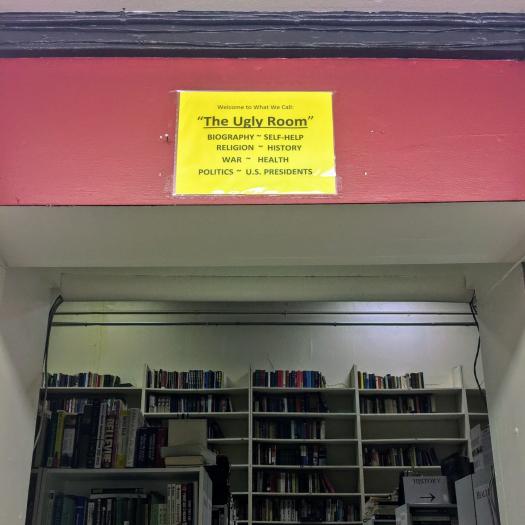 Welcome to What We Call:
“The Ugly Room”
BIOGRAPHY ~ SELF-HELP
RELIGION ~ HISTORY
WAR ~ HEALTH
POLITICS ~ U.S. PRESIDENTS
HISTORY